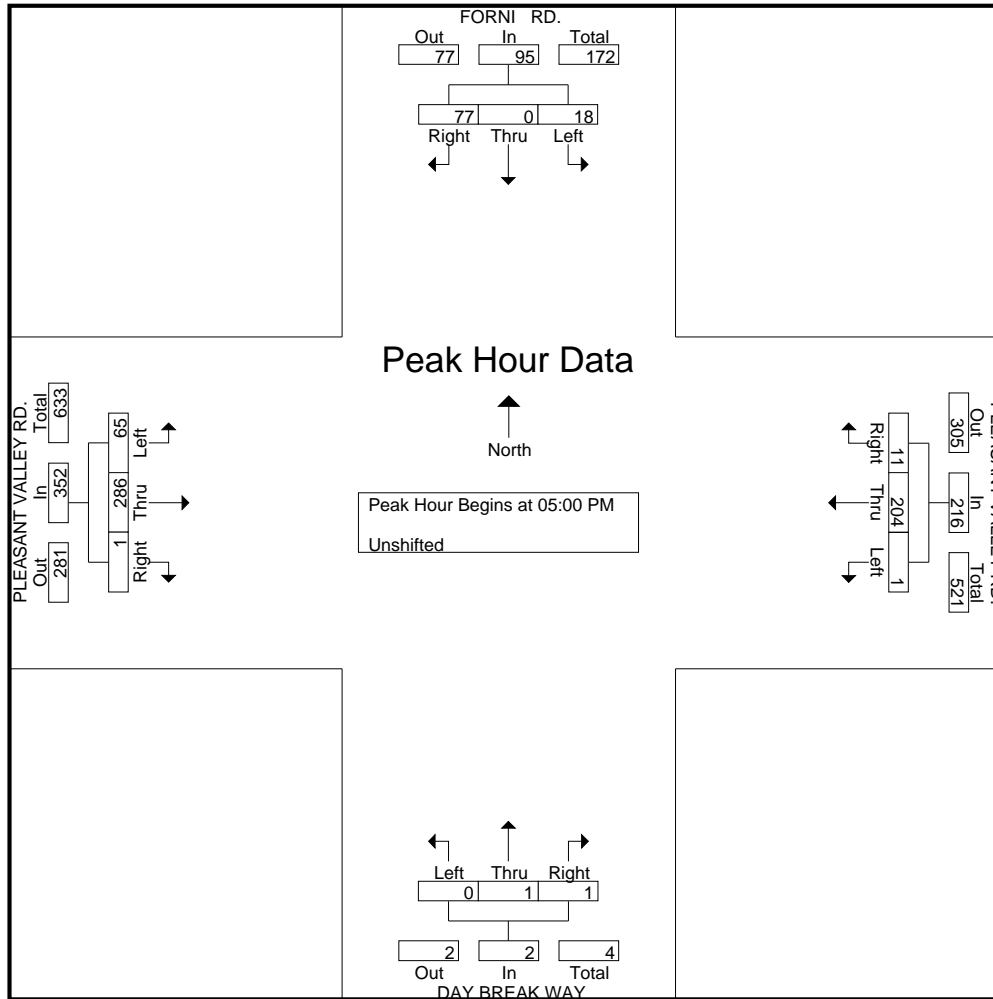 FORNI RD.
Out In Total
77 95 172
77 0 18
Right Thru Left
Peak Hour Data
North
Peak Hour Begins at 05:00 PM
Unshifted
PLEASANT VALLEY RD.
Out In Total
281 352 633
1 286 65
Right Thru Left
Out In Total
305 216 521
11 204 1
Right Thru Left
Left Thru Right
0 1 1
2 2 4
Out In Total
DAY BREAK WAY